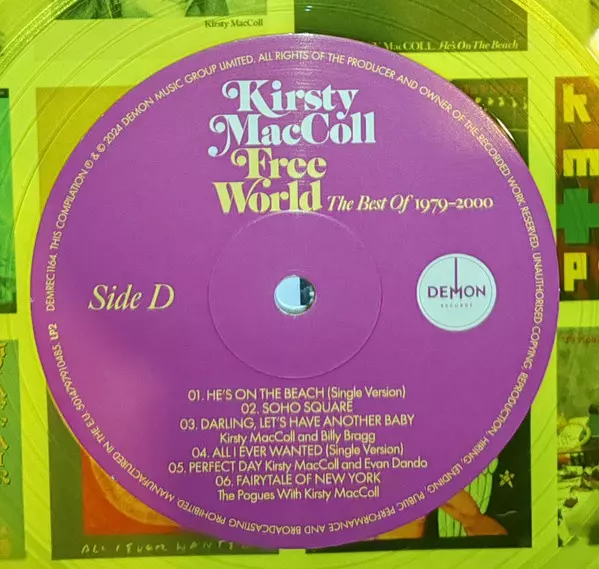 Kirsty MacColl
MacCOLL. He's On The Beach
DEMREC1164. THIS COMPILATION Ⓟ & © 2024 DEMON MUSIC GROUP LIMITED. ALL RIGHTS OF THE PRODUCER AND OWNER OF THE RECORDED WORK RESERVED. UNAUTHORISED COPYING, REPRODUCTION, HIRING, LENDING, PUBLIC PERFORMANCE AND BROADCASTING PROHIBITED. MANUFACTURED IN THE EU. 5014797910485. LP2
Kirsty
MacColl
Free
World The Best Of 1979–2000
Side D
DEMON
RECORDS
01. HE'S ON THE BEACH (Single Version)
02. SOHO SQUARE
03. DARLING, LET'S HAVE ANOTHER BABY
Kirsty MacColl and Billy Bragg
04. ALL I EVER WANTED (Single Version)
05. PERFECT DAY Kirsty MacColl and Evan Dando
06. FAIRYTALE OF NEW YORK
The Pogues With Kirsty MacColl
k
m
p
ALL I EVER WANTE